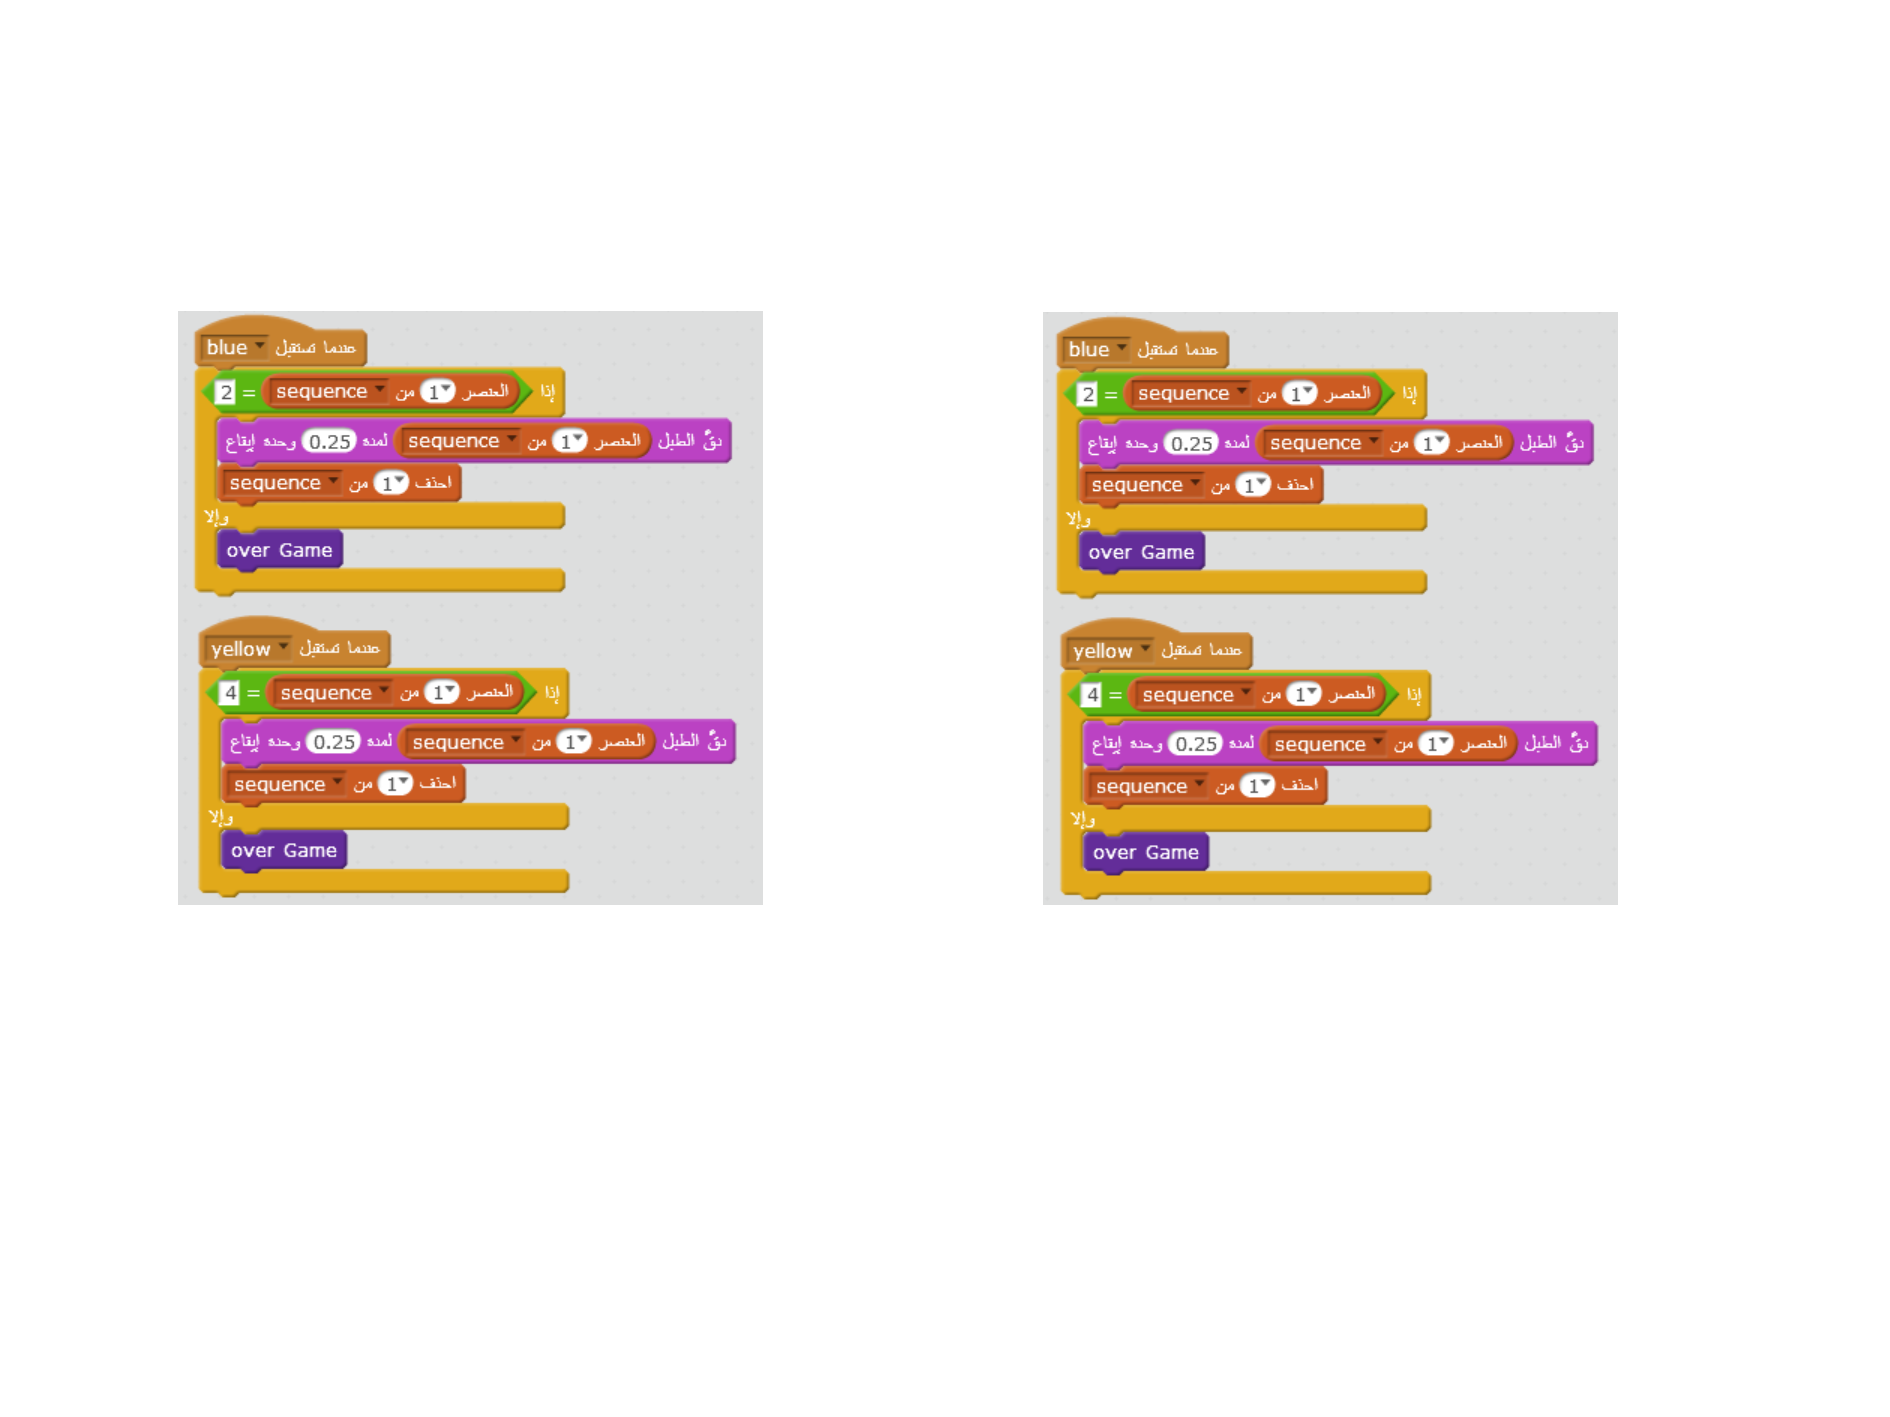 عندما تستقبل blue
إذا العنصر 1 من sequence = 2
دقَّ الطبل العنصر 1 من sequence لمدة 0.25 وحدة إيقاع
احذف 1 من sequence
وإلا
over Game
عندما تستقبل yellow
إذا العنصر 1 من sequence = 4
دقَّ الطبل العنصر 1 من sequence لمدة 0.25 وحدة إيقاع
احذف 1 من sequence
وإلا
over Game
عندما تستقبل blue
إذا العنصر 1 من sequence = 2
دقَّ الطبل العنصر 1 من sequence لمدة 0.25 وحدة إيقاع
احذف 1 من sequence
وإلا
over Game
عندما تستقبل yellow
إذا العنصر 1 من sequence = 4
دقَّ الطبل العنصر 1 من sequence لمدة 0.25 وحدة إيقاع
احذف 1 من sequence
وإلا
over Game